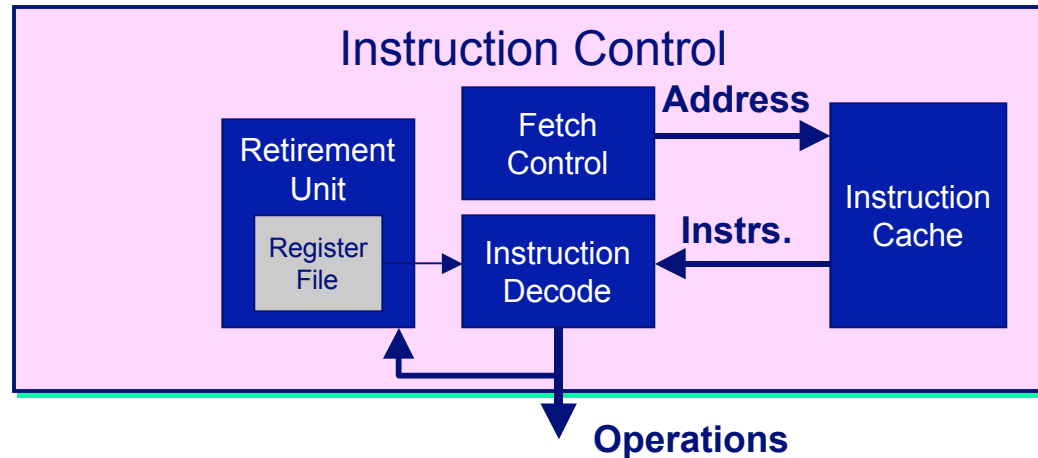 Instruction Control
Address
Fetch
Control
Retirement
Unit
Register
File
Instruction
Cache
Instrs.
Instruction
Decode
Operations